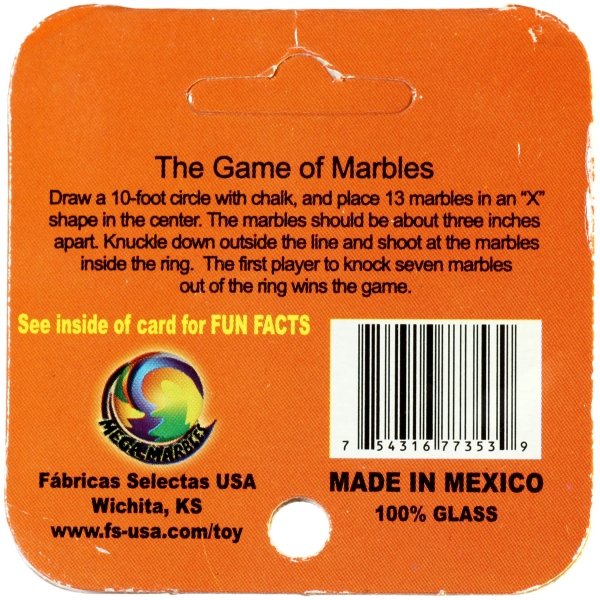 The Game of Marbles
Draw a 10-foot circle with chalk, and place 13 marbles in an “X”
shape in the center. The marbles should be about three inches
apart. Knuckle down outside the line and shoot at the marbles
inside the ring. The first player to knock seven marbles
out of the ring wins the game.
See inside of card for FUN FACTS
MEGA MARBLES
Fábricas Selectas USA
Wichita, KS
www.fs-usa.com/toy
7 54316 77353 9
MADE IN MEXICO
100% GLASS